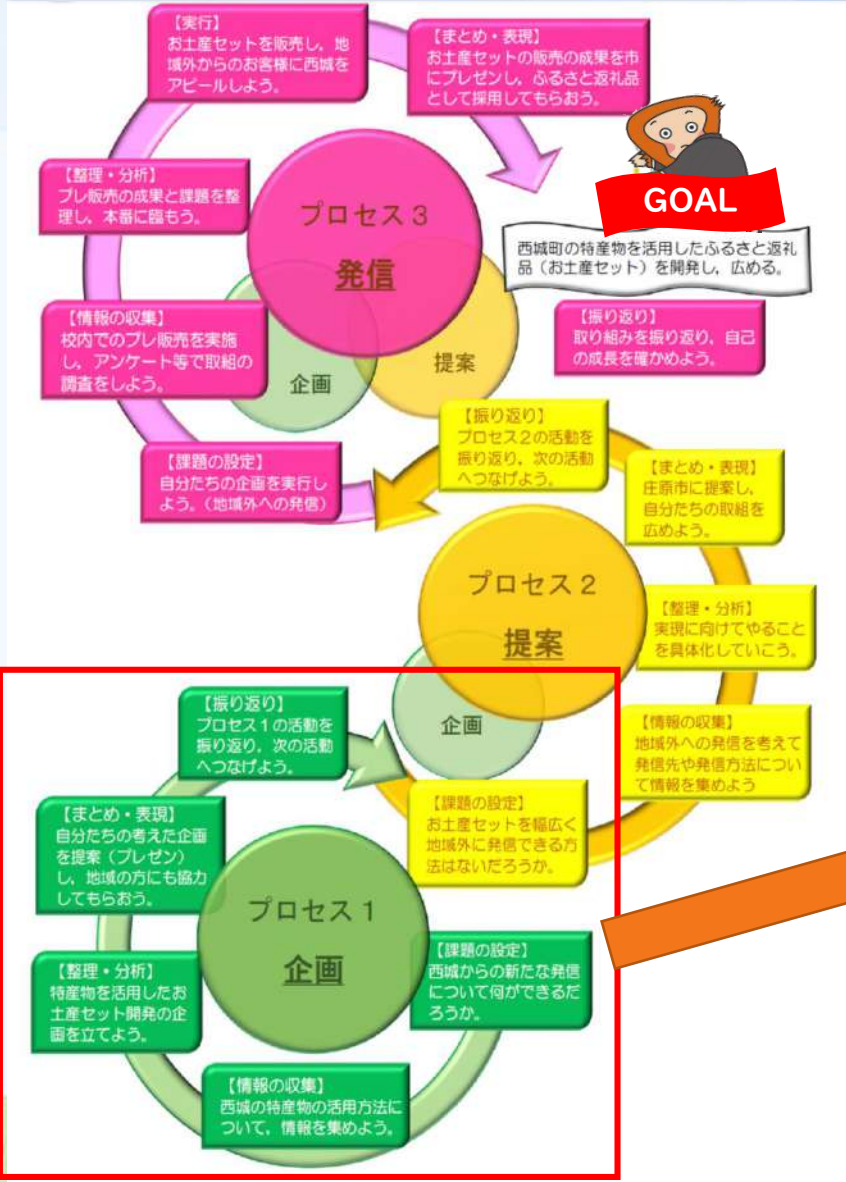 【実行】
お土産セットを販売し、地
域外からのお客様に西城を
アピールしよう。
【まとめ・表現】
お土産セットの販売の成果を市
にプレゼンし、ふるさと返礼品
として採用してもらおう。
【整理・分析】
プレ販売の成果と課題を整
理し、本番に臨もう。
プロセス3
発信
GOAL
西城町の特産物を活用したふるさと返礼
品（お土産セット）を開発し、広める。
【情報の収集】
校内でのプレ販売を実施
し、アンケート等で取組の
調査をしよう。
【振り返り】
取り組みを振り返り、自己
の成長を確かめよう。
企画
提案
【課題の設定】
自分たちの企画を実行し
よう。（地域外への発信）
【振り返り】
プロセス2の活動を
振り返り、次の活動
へつなげよう。
【まとめ・表現】
庄原市に提案し、
自分たちの取組を
広めよう。
プロセス2
提案
【整理・分析】
実現に向けてやること
を具体化していこう。
企画
【情報の収集】
地域外への発信を考えて
発信先や発信方法につい
て情報を集めよう
【課題の設定】
お土産セットを幅広く
地域外に発信できる方
法はないだろうか。
【振り返り】
プロセス1の活動を
振り返り、次の活動
へつなげよう。
【まとめ・表現】
自分たちの考えた企画
を提案（プレゼン）
し、地域の方にも協力
してもらおう。
プロセス1
企画
【課題の設定】
西城からの新たな発信
について何ができるだ
ろうか。
【整理・分析】
特産物を活用したお
土産セット開発の企
画を立てよう。
【情報の収集】
西城の特産物の活用方法に
ついて、情報を集めよう。